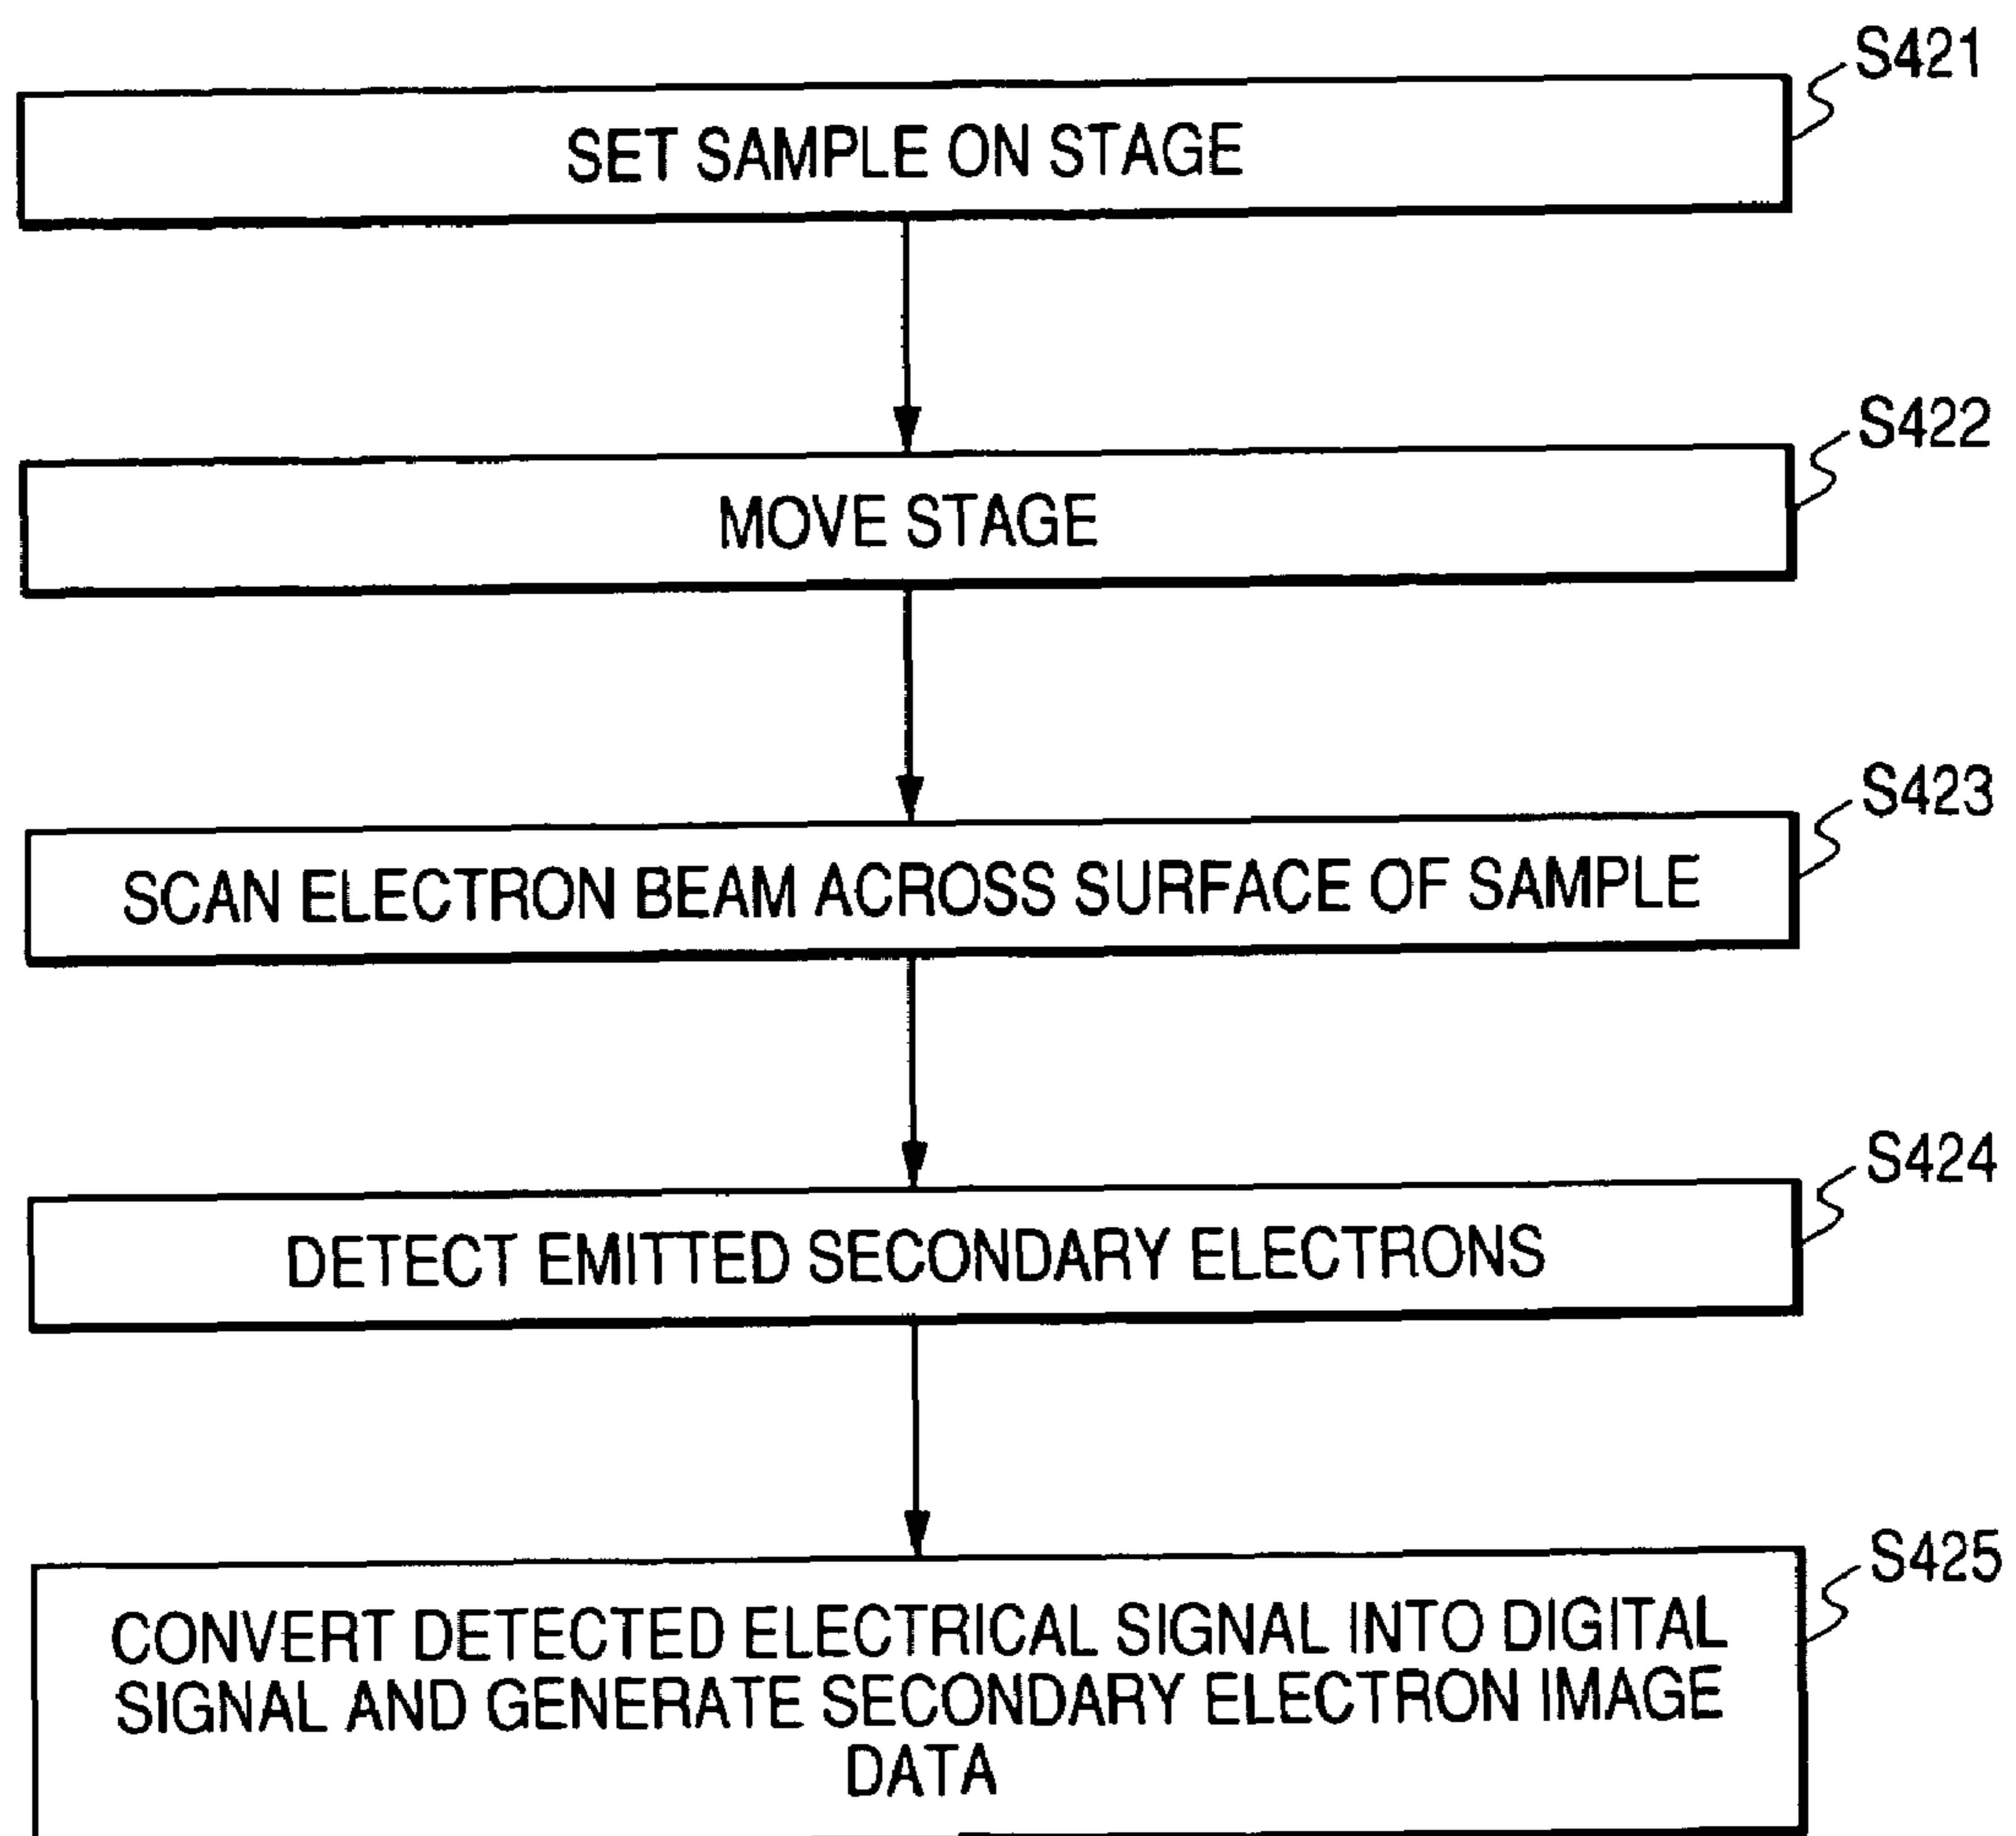 S421
SET SAMPLE ON STAGE
S422
MOVE STAGE
S423
SCAN ELECTRON BEAM ACROSS SURFACE OF SAMPLE
S424
DETECT EMITTED SECONDARY ELECTRONS
S425
CONVERT DETECTED ELECTRICAL SIGNAL INTO DIGITAL
SIGNAL AND GENERATE SECONDARY ELECTRON IMAGE
DATA